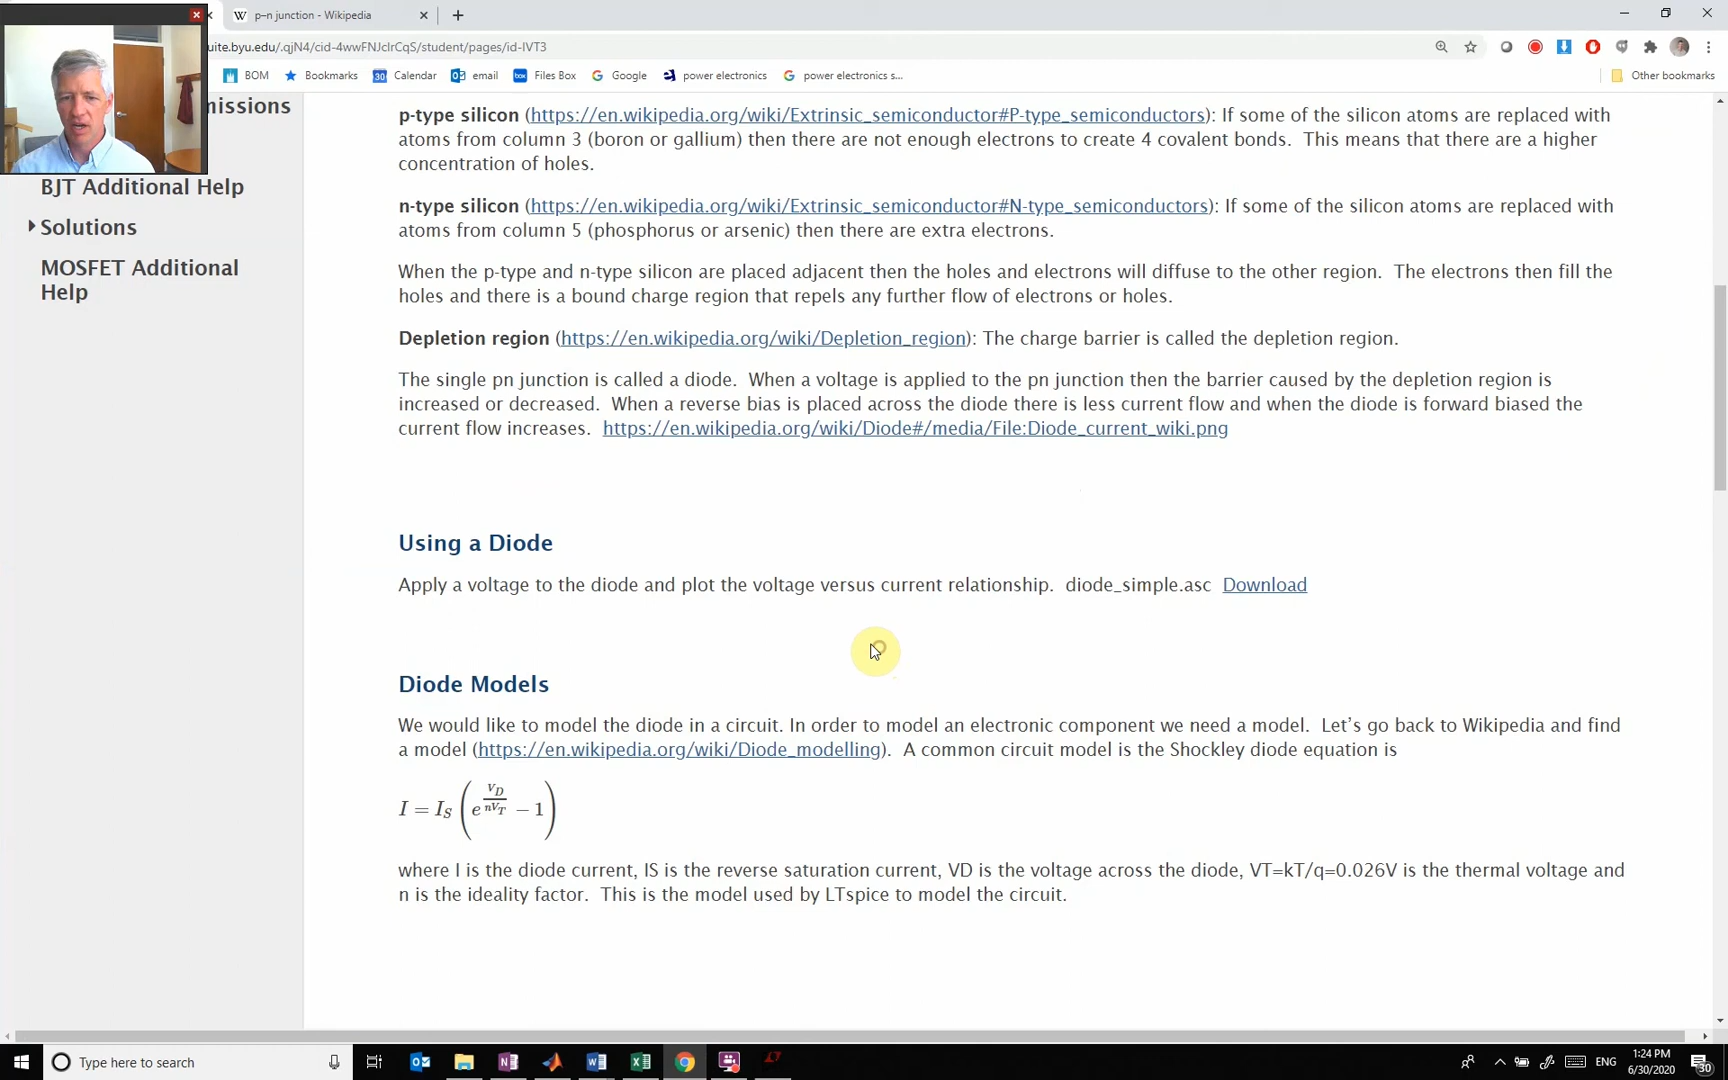 p–n junction - Wikipedia
uite.byu.edu/.qjN4/cid-4wwFNJclrCqS/student/pages/id-IVT3
BOM Bookmarks Calendar email Files Box Google power electronics power electronics s... Other bookmarks
missions
BJT Additional Help
Solutions
MOSFET Additional
Help
p-type silicon (https://en.wikipedia.org/wiki/Extrinsic_semiconductor#P-type_semiconductors): If some of the silicon atoms are replaced with
atoms from column 3 (boron or gallium) then there are not enough electrons to create 4 covalent bonds. This means that there are a higher
concentration of holes.
n-type silicon (https://en.wikipedia.org/wiki/Extrinsic_semiconductor#N-type_semiconductors): If some of the silicon atoms are replaced with
atoms from column 5 (phosphorus or arsenic) then there are extra electrons.
When the p-type and n-type silicon are placed adjacent then the holes and electrons will diffuse to the other region. The electrons then fill the
holes and there is a bound charge region that repels any further flow of electrons or holes.
Depletion region (https://en.wikipedia.org/wiki/Depletion_region): The charge barrier is called the depletion region.
The single pn junction is called a diode. When a voltage is applied to the pn junction then the barrier caused by the depletion region is
increased or decreased. When a reverse bias is placed across the diode there is less current flow and when the diode is forward biased the
current flow increases. https://en.wikipedia.org/wiki/Diode#/media/File:Diode_current_wiki.png
Using a Diode
Apply a voltage to the diode and plot the voltage versus current relationship. diode_simple.asc Download
Diode Models
We would like to model the diode in a circuit. In order to model an electronic component we need a model. Let's go back to Wikipedia and find
a model (https://en.wikipedia.org/wiki/Diode_modelling). A common circuit model is the Shockley diode equation is
I = I_S (e^{V_D/nV_T} − 1)
where I is the diode current, IS is the reverse saturation current, VD is the voltage across the diode, VT=kT/q=0.026V is the thermal voltage and
n is the ideality factor. This is the model used by LTspice to model the circuit.
Type here to search
ENG
1:24 PM
6/30/2020
30